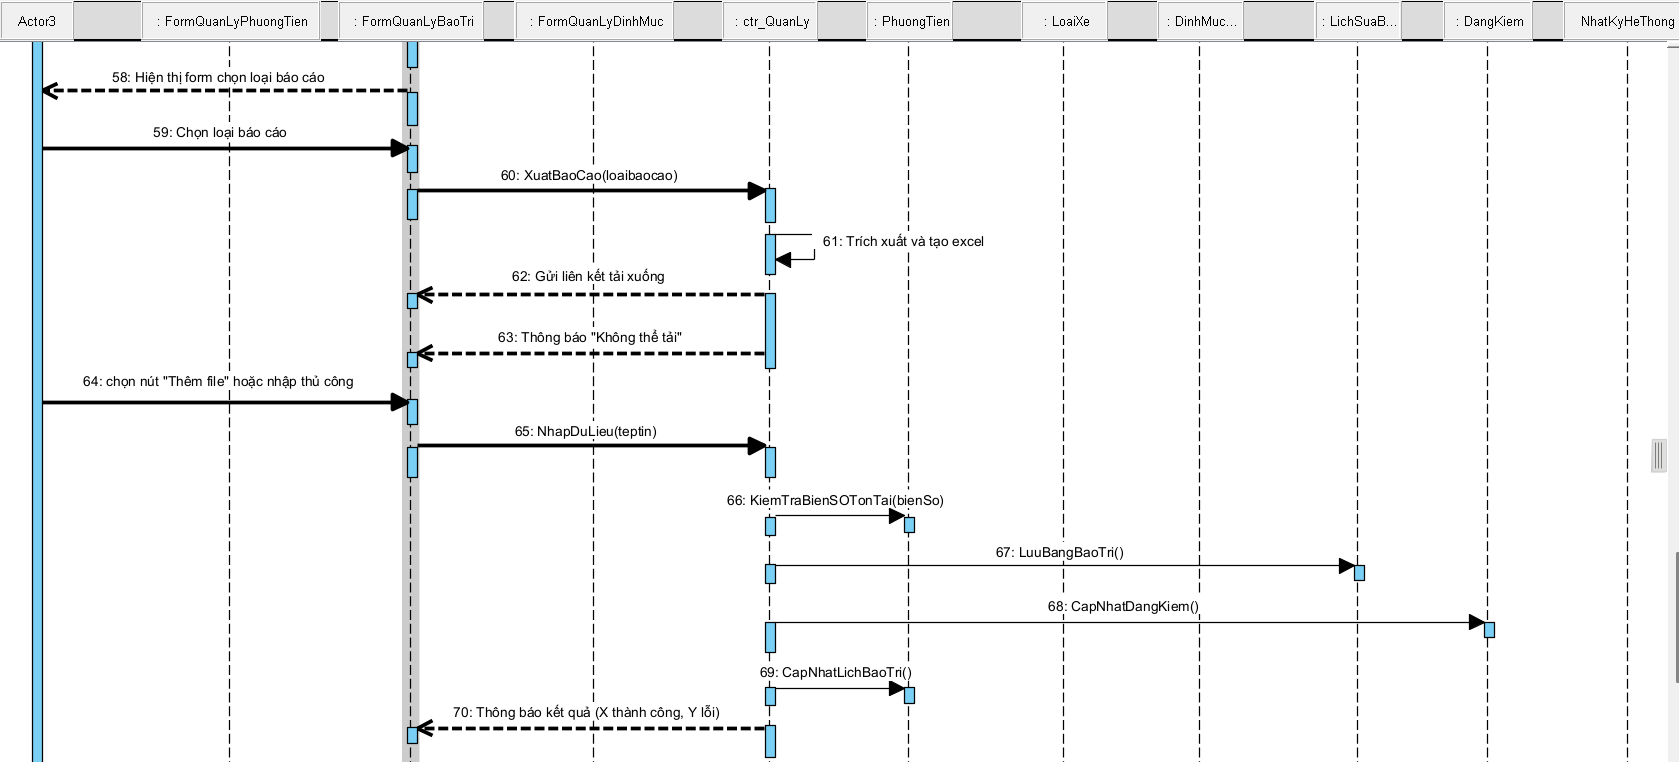 Actor3
: FormQuanLyPhuongTien
: FormQuanLyBaoTri
: FormQuanLyDinhMuc
: ctr_QuanLy
: PhuongTien
: LoaiXe
: DinhMuc...
: LichSuaB...
: DangKiem
NhatKyHeThong
58: Hiện thị form chọn loại báo cáo
59: Chọn loại báo cáo
60: XuatBaoCao(loaibaocao)
61: Trích xuất và tạo excel
62: Gửi liên kết tải xuống
63: Thông báo "Không thể tải"
64: chọn nút "Thêm file" hoặc nhập thủ công
65: NhapDuLieu(teptin)
66: KiemTraBienSOTonTai(bienSo)
67: LuuBangBaoTri()
68: CapNhatDangKiem()
69: CapNhatLichBaoTri()
70: Thông báo kết quả (X thành công, Y lỗi)